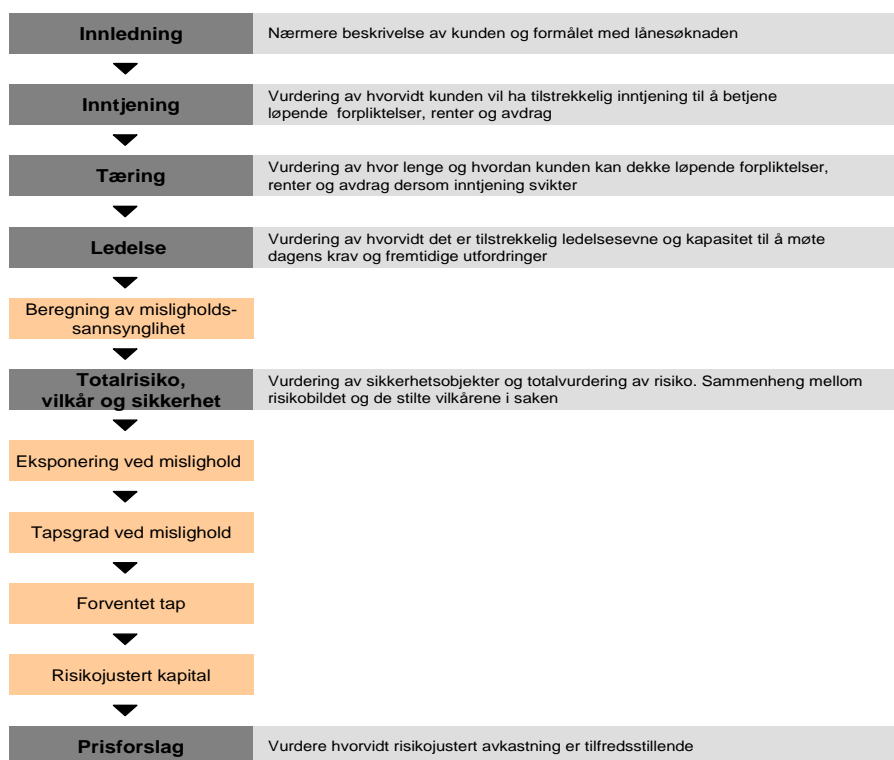 Innledning
Nærmere beskrivelse av kunden og formålet med lånesøknaden
Inntjening
Vurdering av hvorvidt kunden vil ha tilstrekkelig inntjening til å betjene
løpende forpliktelser, renter og avdrag
Tæring
Vurdering av hvor lenge og hvordan kunden kan dekke løpende forpliktelser,
renter og avdrag dersom inntjening svikter
Ledelse
Vurdering av hvorvidt det er tilstrekkelig ledelsesevne og kapasitet til å møte
dagens krav og fremtidige utfordringer
Beregning av misligholds-
sannsynglihet
Totalrisiko,
vilkår og sikkerhet
Vurdering av sikkerhetsobjekter og totalvurdering av risiko. Sammenheng mellom
risikobildet og de stilte vilkårene i saken
Eksponering ved mislighold
Tapsgrad ved mislighold
Forventet tap
Risikojustert kapital
Prisforslag
Vurdere hvorvidt risikojustert avkastning er tilfredsstillende